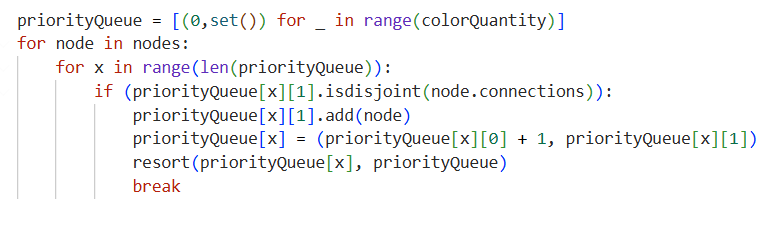 priorityQueue = [(0,set()) for _ in range(colorQuantity)]
for node in nodes:
    for x in range(len(priorityQueue)):
        if (priorityQueue[x][1].isdisjoint(node.connections)):
            priorityQueue[x][1].add(node)
            priorityQueue[x] = (priorityQueue[x][0] + 1, priorityQueue[x][1])
            resort(priorityQueue[x], priorityQueue)
            break